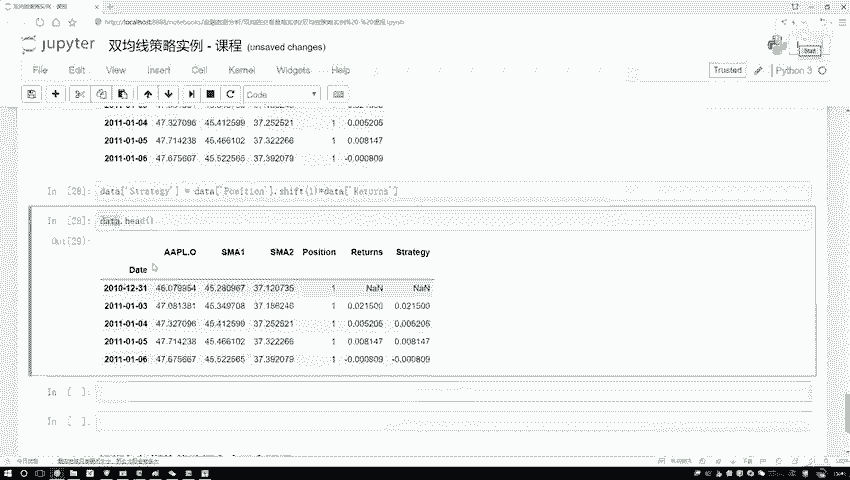 jupyter 双均线策略实例 - 课程 (unsaved changes)
File Edit View Insert Cell Kernel Widgets Help
Trusted Python 3
Code
2011-01-04 47.327096 45.412599 37.252521 1 0.005205
2011-01-05 47.714238 45.466102 37.322266 1 0.008147
2011-01-06 47.675667 45.522565 37.392079 1 -0.000809
In [28]: data['Strategy'] = data['Position'].shift(1)*data['Returns']
In [29]: data.head()
Out[29]:
AAPL.O SMA1 SMA2 Position Returns Strategy
Date
2010-12-31 46.079954 45.280967 37.120735 1 NaN NaN
2011-01-03 47.081381 45.349708 37.186246 1 0.021500 0.021500
2011-01-04 47.327096 45.412599 37.252521 1 0.005205 0.005205
2011-01-05 47.714238 45.466102 37.322266 1 0.008147 0.008147
2011-01-06 47.675667 45.522565 37.392079 1 -0.000809 -0.000809
In [ ]:
In [ ]: